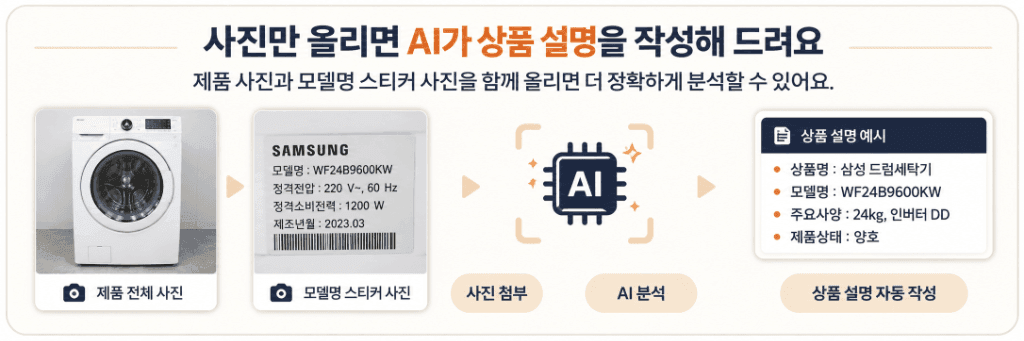 사진만 올리면 AI가 상품 설명을 작성해 드려요
제품 사진과 모델명 스티커 사진을 함께 올리면 더 정확하게 분석할 수 있어요.
SAMSUNG
모델명 : WF24B9600KW
정격전압 : 220 V~, 60 Hz
정격소비전력 : 1200 W
제조년월 : 2023.03
AI
상품 설명 예시
상품명 : 삼성 드럼세탁기
모델명 : WF24B9600KW
주요사양 : 24kg, 인버터 DD
제품상태 : 양호
제품 전체 사진
모델명 스티커 사진
사진 첨부
AI 분석
상품 설명 자동 작성